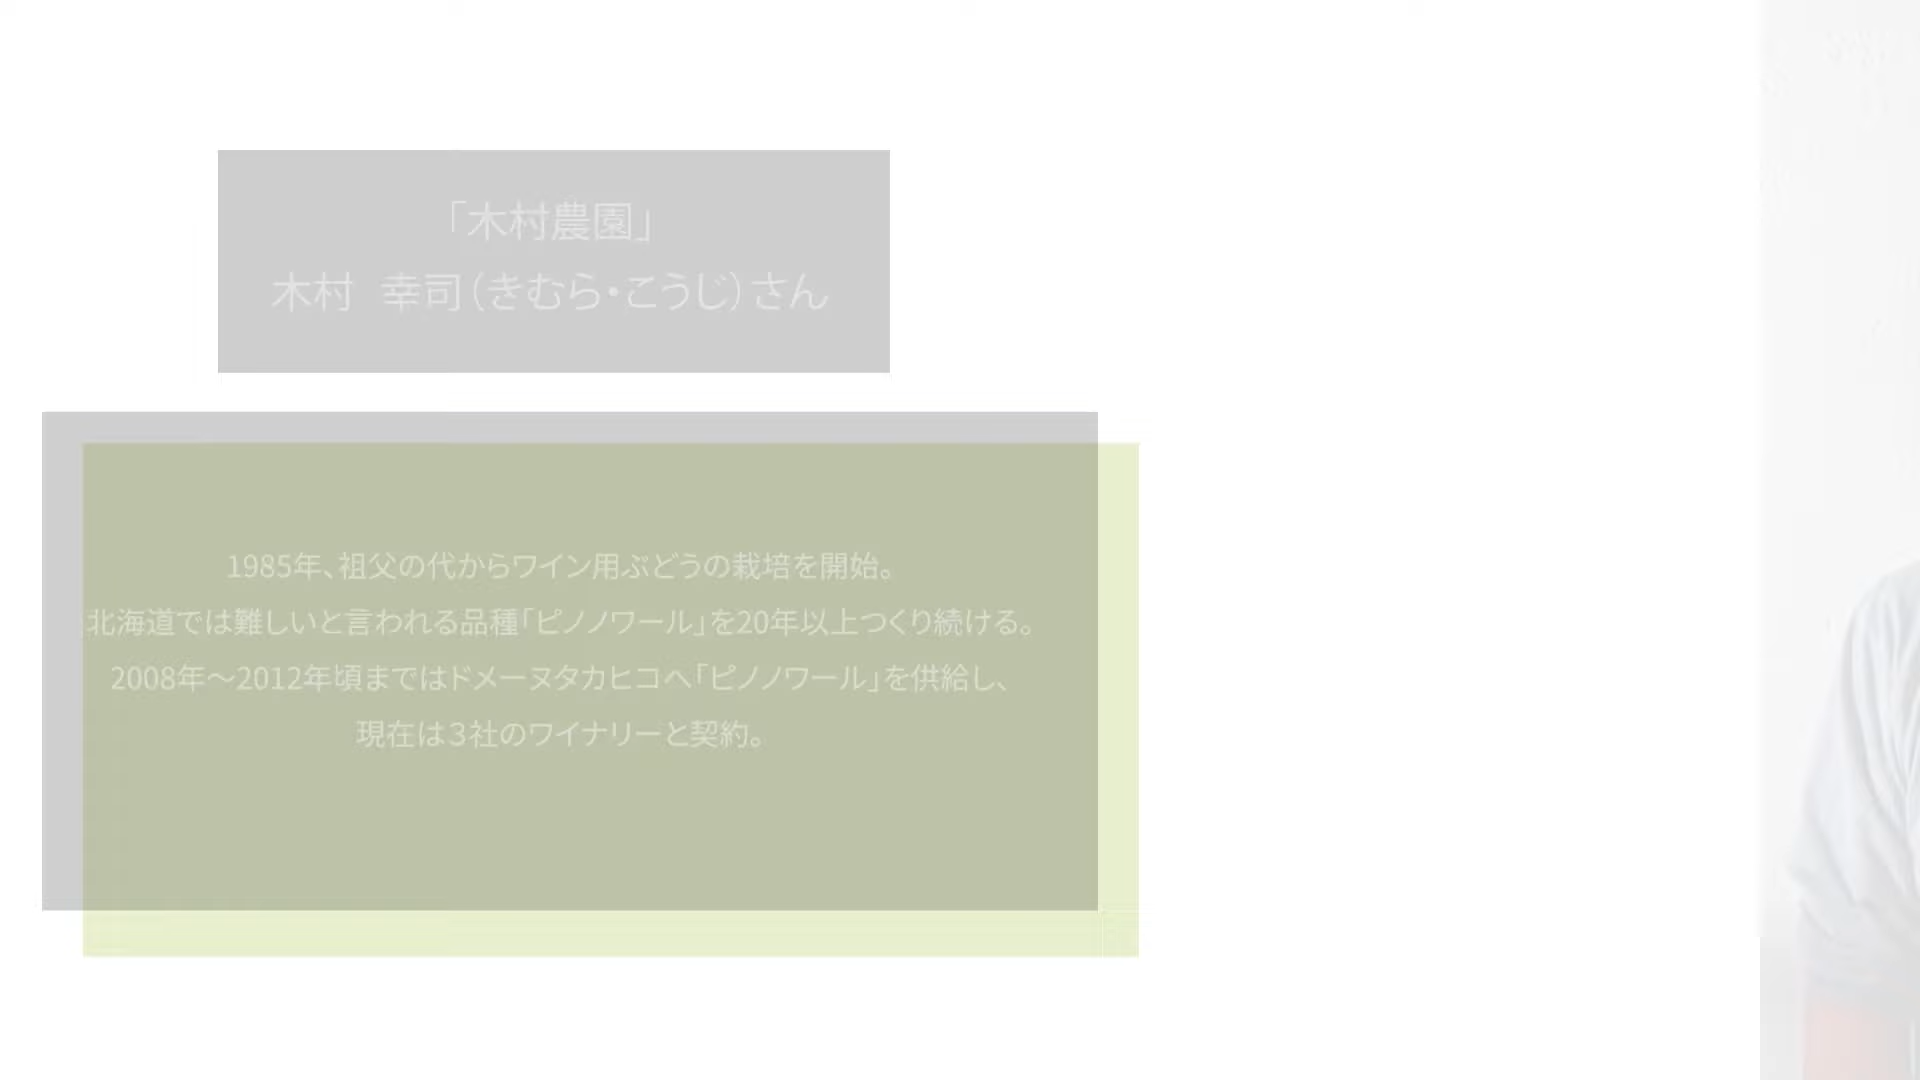 「木村農園」
木村　幸司（きむら・こうじ）さん
1985年、祖父の代からワイン用ぶどうの栽培を開始。
北海道では難しいと言われる品種「ピノノワール」を20年以上つくり続ける。
2008年～2012年頃まではドメーヌタカヒコへ「ピノノワール」を供給し、
現在は３社のワイナリーと契約。